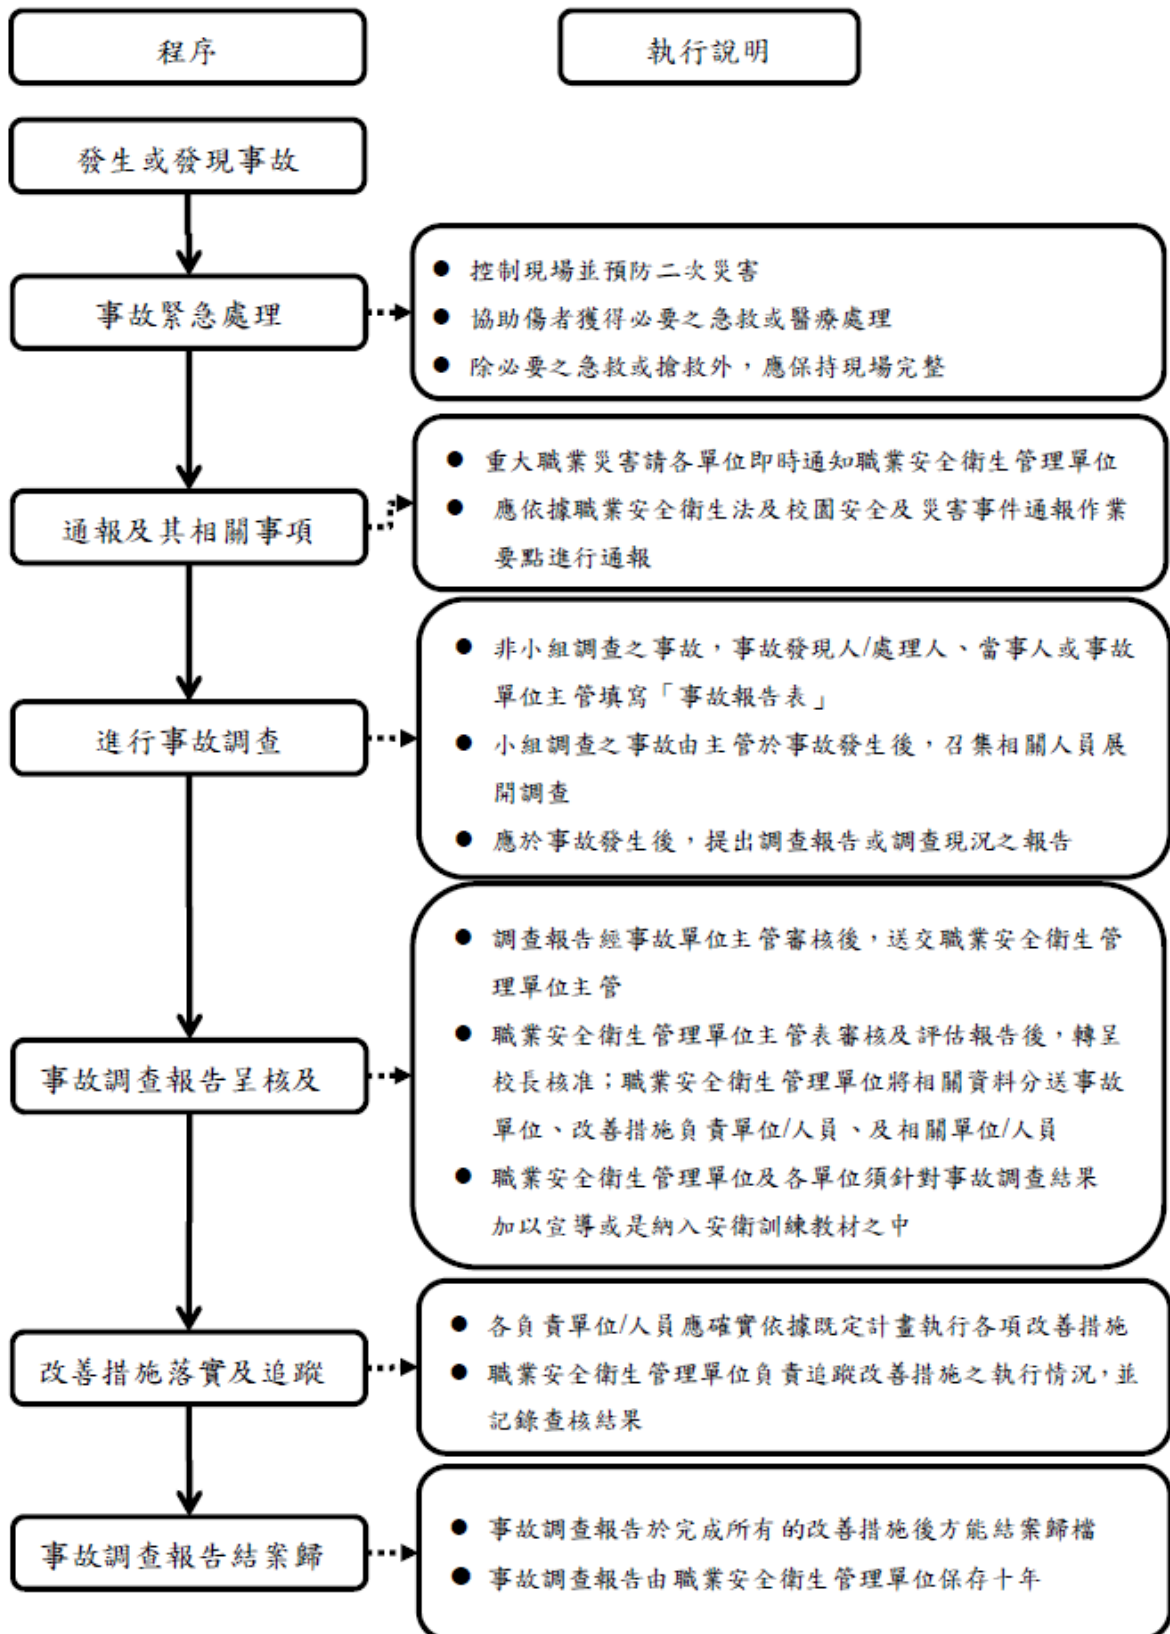 程序
執行說明
發生或發現事故
事故緊急處理
● 控制現場並預防二次災害
● 協助傷者獲得必要之急救或醫療處理
● 除必要之急救或搶救外，應保持現場完整
通報及其相關事項
● 重大職業災害請各單位即時通知職業安全衛生管理單位
● 應依據職業安全衛生法及校園安全及災害事件通報作業
要點進行通報
進行事故調查
● 非小組調查之事故，事故發現人/處理人、當事人或事故
單位主管填寫「事故報告表」
● 小組調查之事故由主管於事故發生後，召集相關人員展
開調查
● 應於事故發生後，提出調查報告或調查現況之報告
事故調查報告呈核及
● 調查報告經事故單位主管審核後，送交職業安全衛生管
理單位主管
● 職業安全衛生管理單位主管表審核及評估報告後，轉呈
校長核准；職業安全衛生管理單位將相關資料分送事故
單位、改善措施負責單位/人員、及相關單位/人員
● 職業安全衛生管理單位及各單位須針對事故調查結果
加以宣導或是納入安衛訓練教材之中
改善措施落實及追蹤
● 各負責單位/人員應確實依據既定計畫執行各項改善措施
● 職業安全衛生管理單位負責追蹤改善措施之執行情況，並
記錄查核結果
事故調查報告結案歸
● 事故調查報告於完成所有的改善措施後方能結案歸檔
● 事故調查報告由職業安全衛生管理單位保存十年